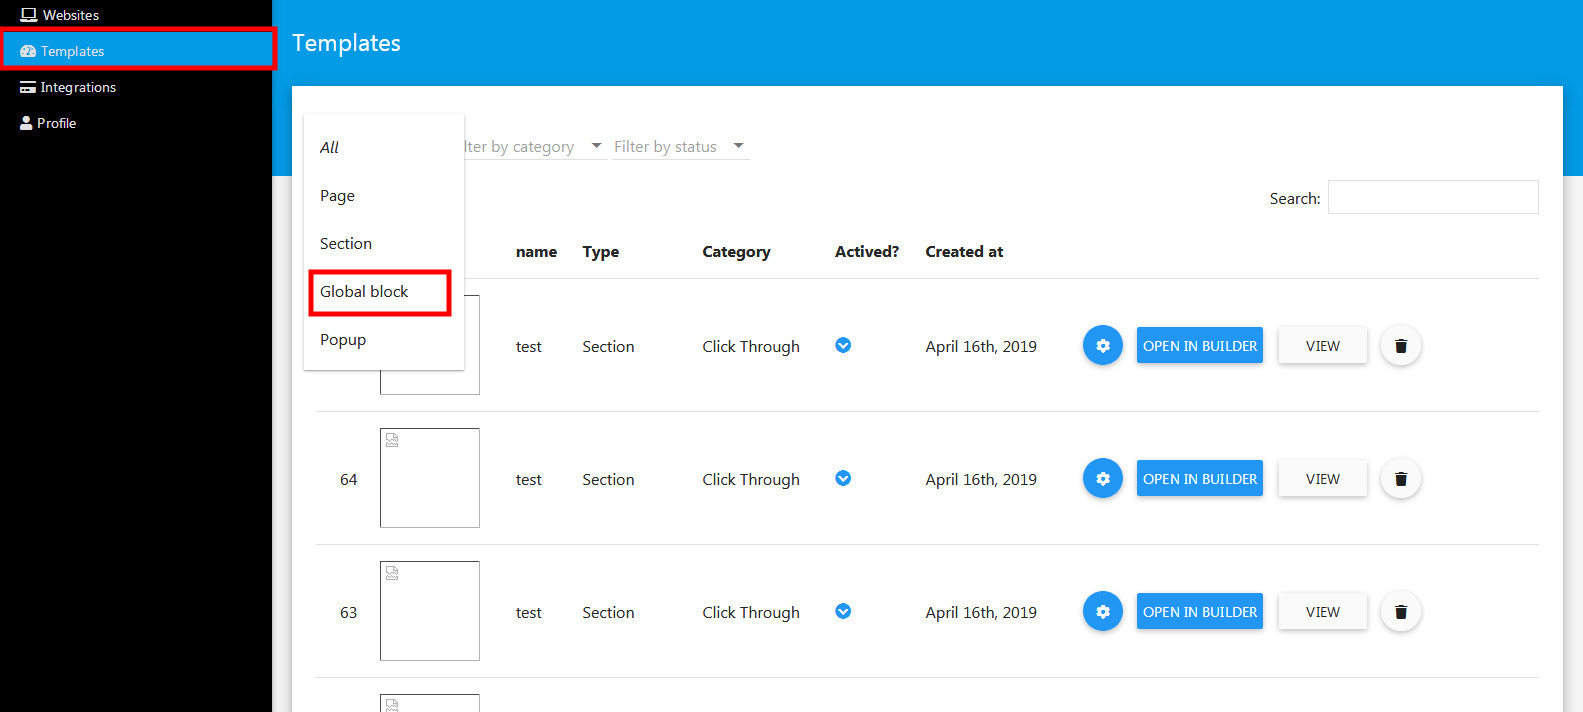 Websites
Templates
Integrations
Profile
Templates
All
Page
Section
Global block
Popup
lter by category
Filter by status
Search:
name Type Category Actived? Created at
test Section Click Through April 16th, 2019 OPEN IN BUILDER VIEW
64 test Section Click Through April 16th, 2019 OPEN IN BUILDER VIEW
63 test Section Click Through April 16th, 2019 OPEN IN BUILDER VIEW